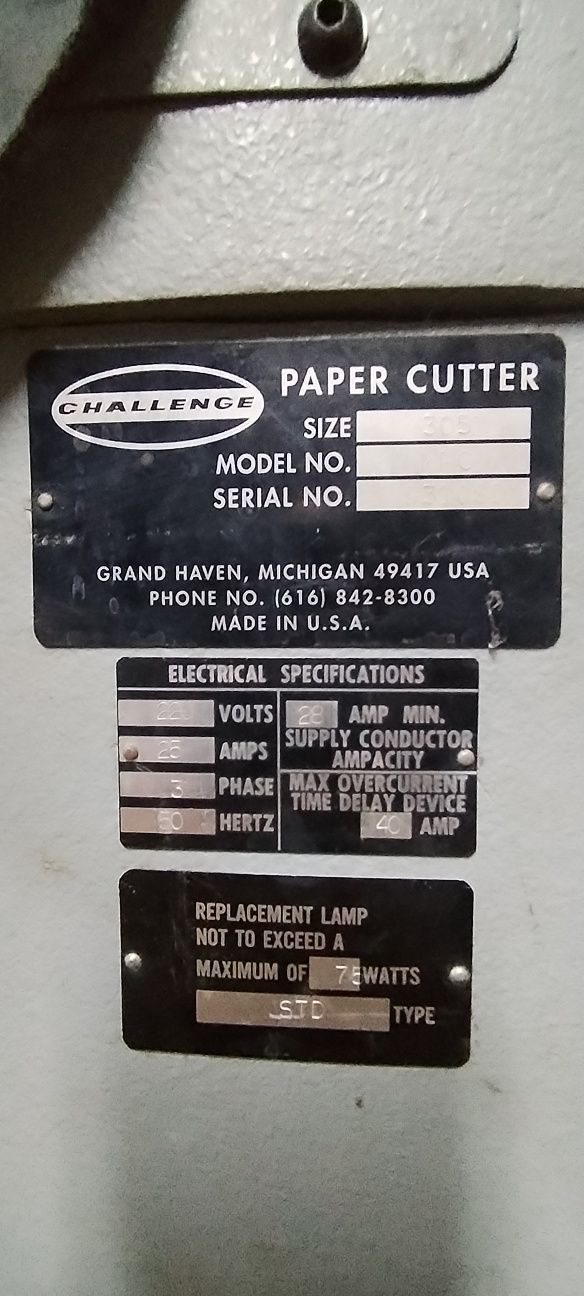 CHALLENGE
PAPER CUTTER
SIZE 305
MODEL NO.
SERIAL NO.
GRAND HAVEN, MICHIGAN 49417 USA
PHONE NO. (616) 842-8300
MADE IN U.S.A.
ELECTRICAL SPECIFICATIONS
220 VOLTS
25 AMPS
3 PHASE
60 HERTZ
28 AMP MIN.
SUPPLY CONDUCTOR
AMPACITY
MAX OVERCURRENT
TIME DELAY DEVICE
40 AMP
REPLACEMENT LAMP
NOT TO EXCEED A
MAXIMUM OF 75 WATTS
STD TYPE